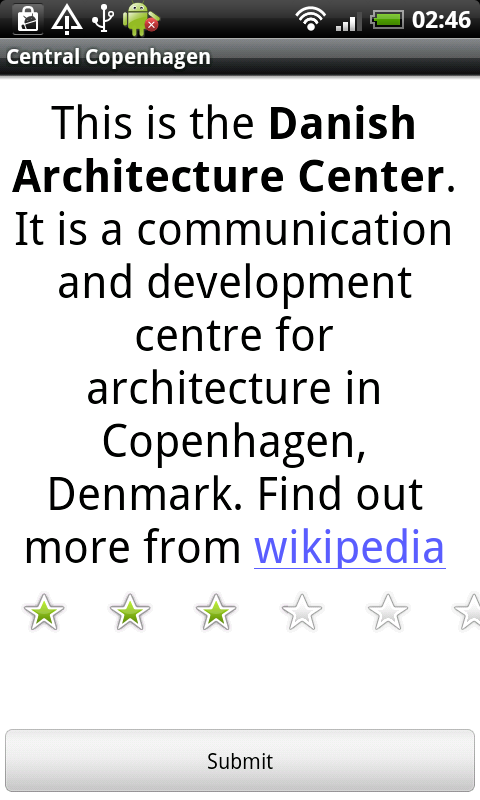 02:46
Central Copenhagen
This is the Danish
Architecture Center.
It is a communication
and development
centre for
architecture in
Copenhagen,
Denmark. Find out
more from wikipedia
Submit